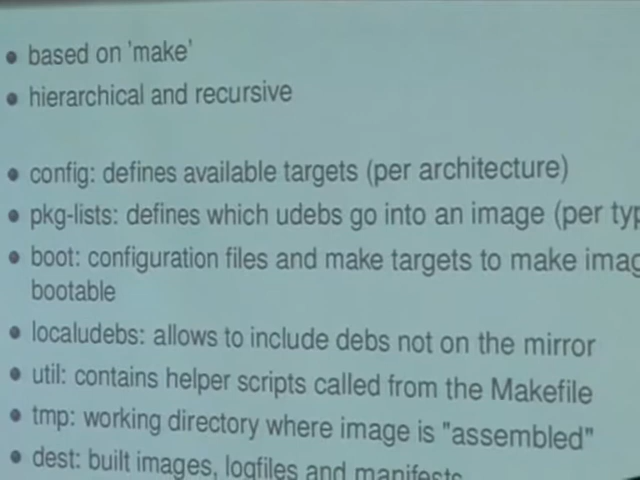 • based on 'make'
• hierarchical and recursive
• config: defines available targets (per architecture)
• pkg-lists: defines which udebs go into an image (per typ
• boot: configuration files and make targets to make imag
bootable
• localudebs: allows to include debs not on the mirror
• util: contains helper scripts called from the Makefile
• tmp: working directory where image is "assembled"
• dest: built images, logfiles and manifests